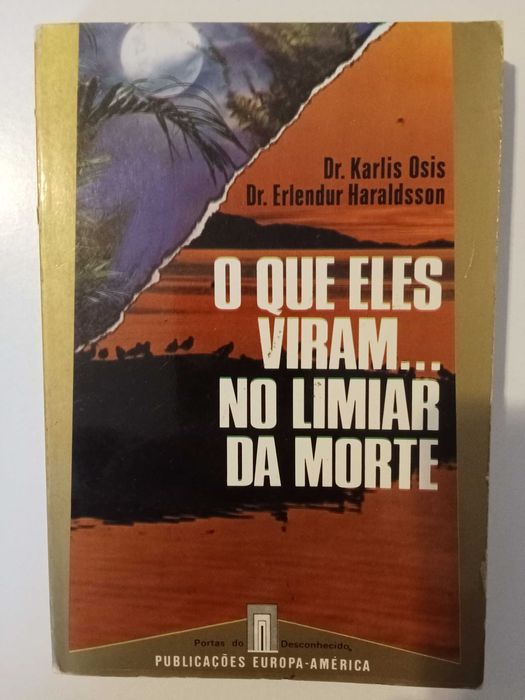 Dr. Karlis Osis
Dr. Erlendur Haraldsson
O QUE ELES
VIRAM...
NO LIMIAR
DA MORTE
Portas do Desconhecido
PUBLICAÇÕES EUROPA-AMÉRICA